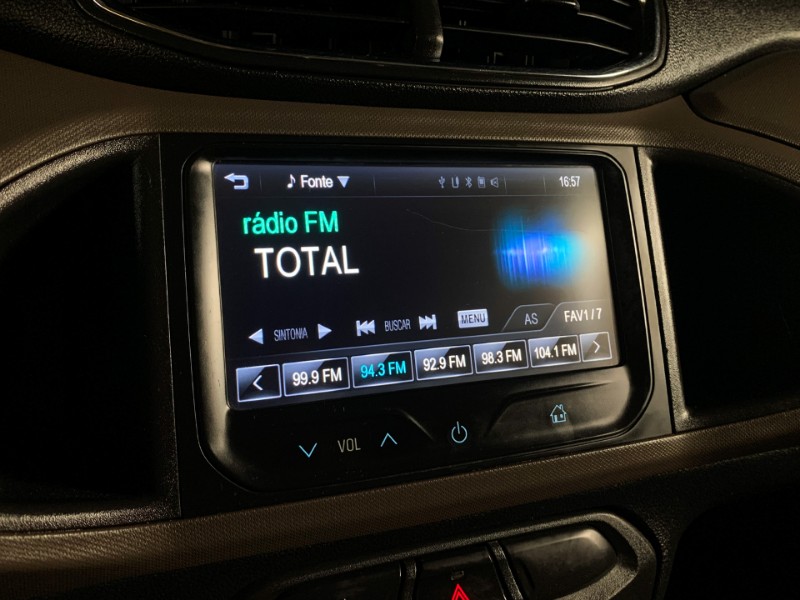 Fonte
16:57
rádio FM
TOTAL
SINTONIA
BUSCAR
MENU
AS
FAV1/7
99.9 FM
94.3 FM
92.9 FM
98.3 FM
104.1 FM
VOL